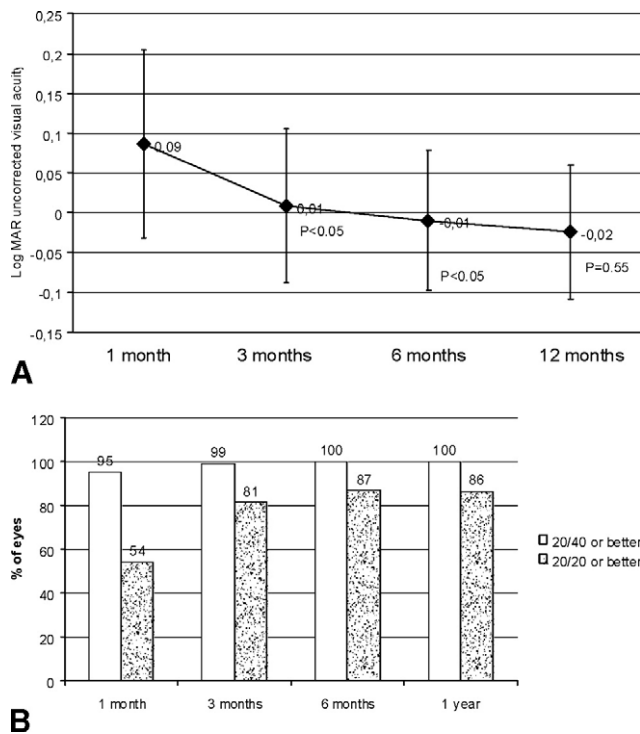 Log MAR uncorrected visual acuity
0,25
0,2
0,15
0,1
0,05
0
-0,05
-0,1
-0,15
0,09
0,01
-0,01
-0,02
P<0.05
P<0.05
P=0.55
1 month 3 months 6 months 12 months
A
% of eyes
120
100
80
60
40
20
0
95 99 100 100
54 81 87 86
1 month 3 months 6 months 1 year
20/40 or better
20/20 or better
B